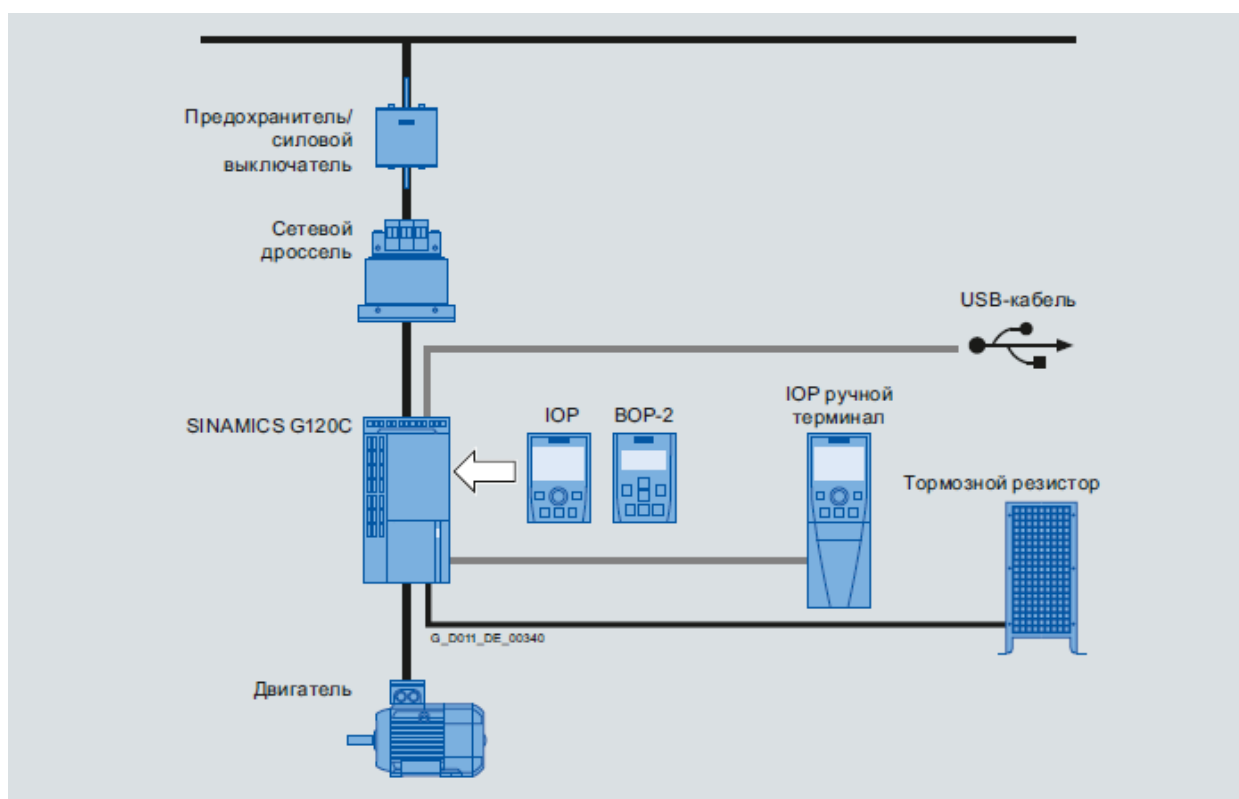 Предохранитель/
силовой
выключатель
Сетевой
дроссель
USB-кабель
SINAMICS G120C
IOP
BOP-2
IOP ручной
терминал
Тормозной резистор
G_D011_DE_00340
Двигатель